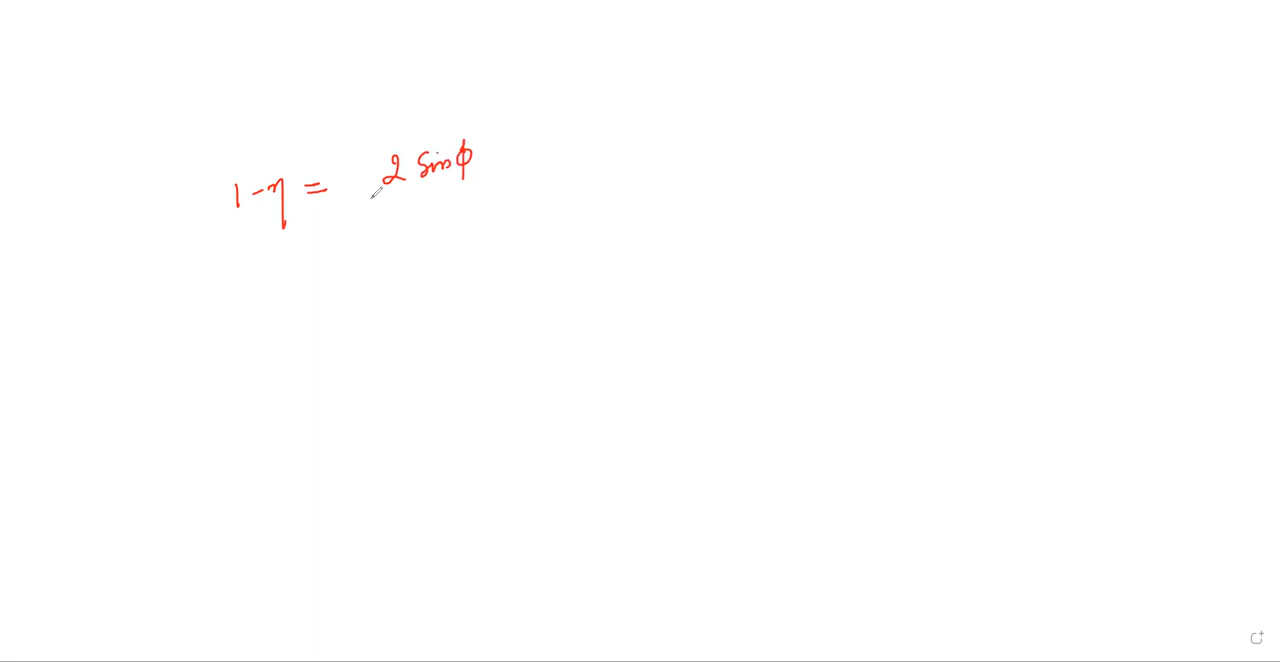 1 - η = 2 sin φ